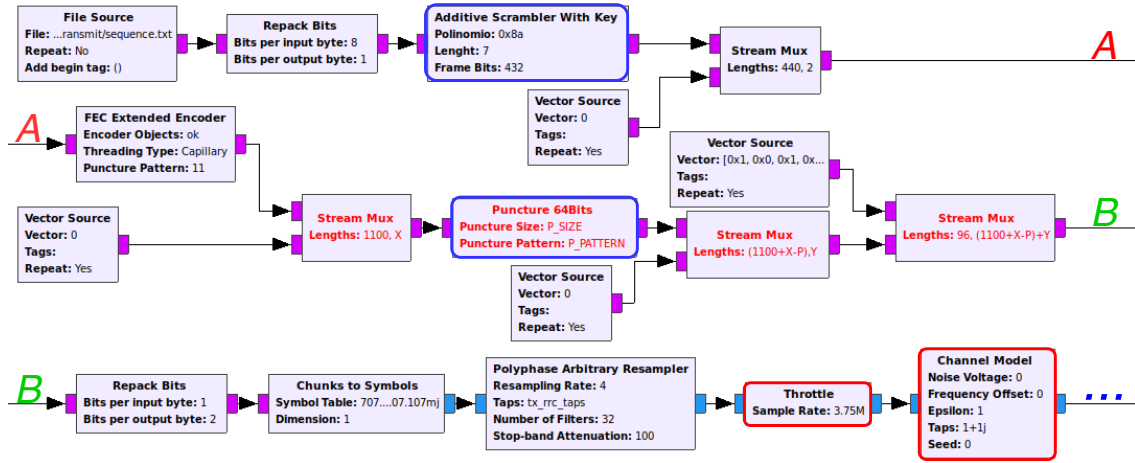 File Source
File: ...ransmit/sequence.txt
Repeat: No
Add begin tag: ()
Repack Bits
Bits per input byte: 8
Bits per output byte: 1
Additive Scrambler With Key
Polinomio: 0x8a
Lenght: 7
Frame Bits: 432
Stream Mux
Lengths: 440, 2
A
Vector Source
Vector: 0
Tags:
Repeat: Yes
A
FEC Extended Encoder
Encoder Objects: ok
Threading Type: Capillary
Puncture Pattern: 11
Vector Source
Vector: 0
Tags:
Repeat: Yes
Stream Mux
Lengths: 1100, X
Puncture 64Bits
Puncture Size: P_SIZE
Puncture Pattern: P_PATTERN
Vector Source
Vector: 0
Tags:
Repeat: Yes
Vector Source
Vector: [0x1, 0x0, 0x1, 0x...
Tags:
Repeat: Yes
Stream Mux
Lengths: (1100+X-P),Y
Stream Mux
Lengths: 96, (1100+X-P)+Y
B
B
Repack Bits
Bits per input byte: 1
Bits per output byte: 2
Chunks to Symbols
Symbol Table: 707....07.107mj
Dimension: 1
Polyphase Arbitrary Resampler
Resampling Rate: 4
Taps: tx_rrc_taps
Number of Filters: 32
Stop-band Attenuation: 100
Throttle
Sample Rate: 3.75M
Channel Model
Noise Voltage: 0
Frequency Offset: 0
Epsilon: 1
Taps: 1+1j
Seed: 0
...